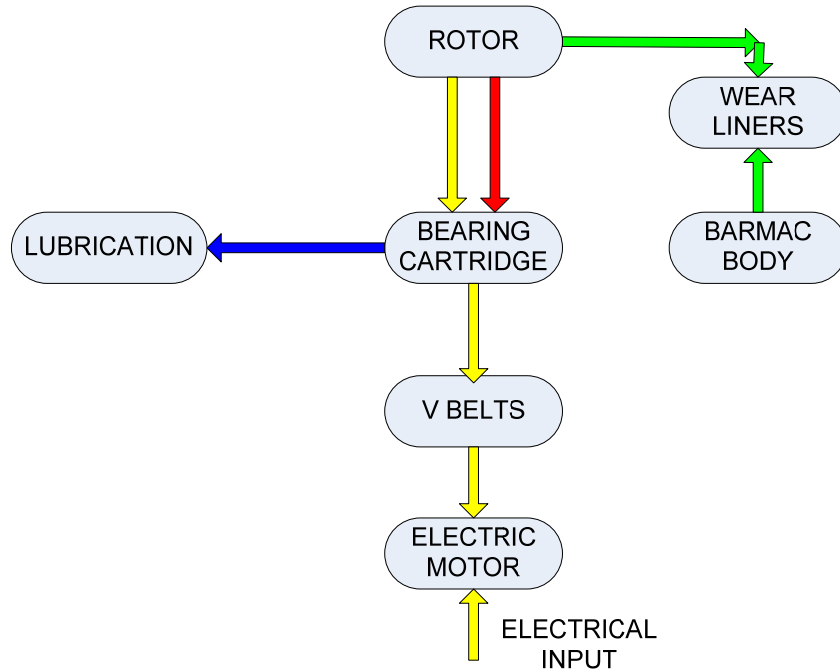 ROTOR
WEAR
LINERS
LUBRICATION
BEARING
CARTRIDGE
BARMAC
BODY
V BELTS
ELECTRIC
MOTOR
ELECTRICAL
INPUT